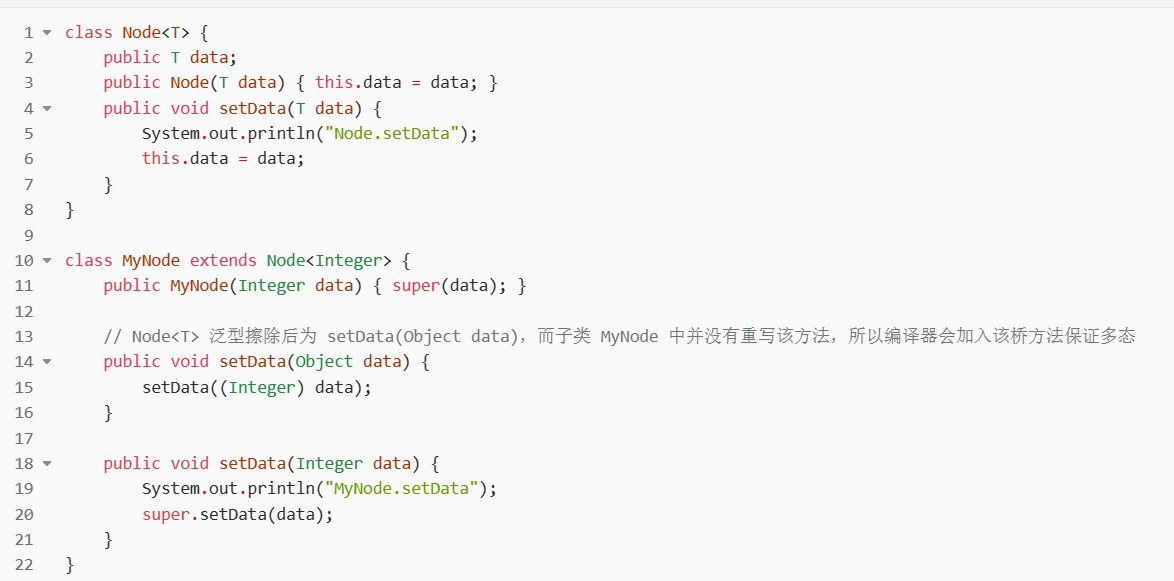 1 class Node<T> {
2     public T data;
3     public Node(T data) { this.data = data; }
4     public void setData(T data) {
5         System.out.println("Node.setData");
6         this.data = data;
7     }
8 }
9
10 class MyNode extends Node<Integer> {
11     public MyNode(Integer data) { super(data); }
12
13     // Node<T> 泛型擦除后为 setData(Object data)，而子类 MyNode 中并没有重写该方法，所以编译器会加入该桥方法保证多态
14     public void setData(Object data) {
15         setData((Integer) data);
16     }
17
18     public void setData(Integer data) {
19         System.out.println("MyNode.setData");
20         super.setData(data);
21     }
22 }